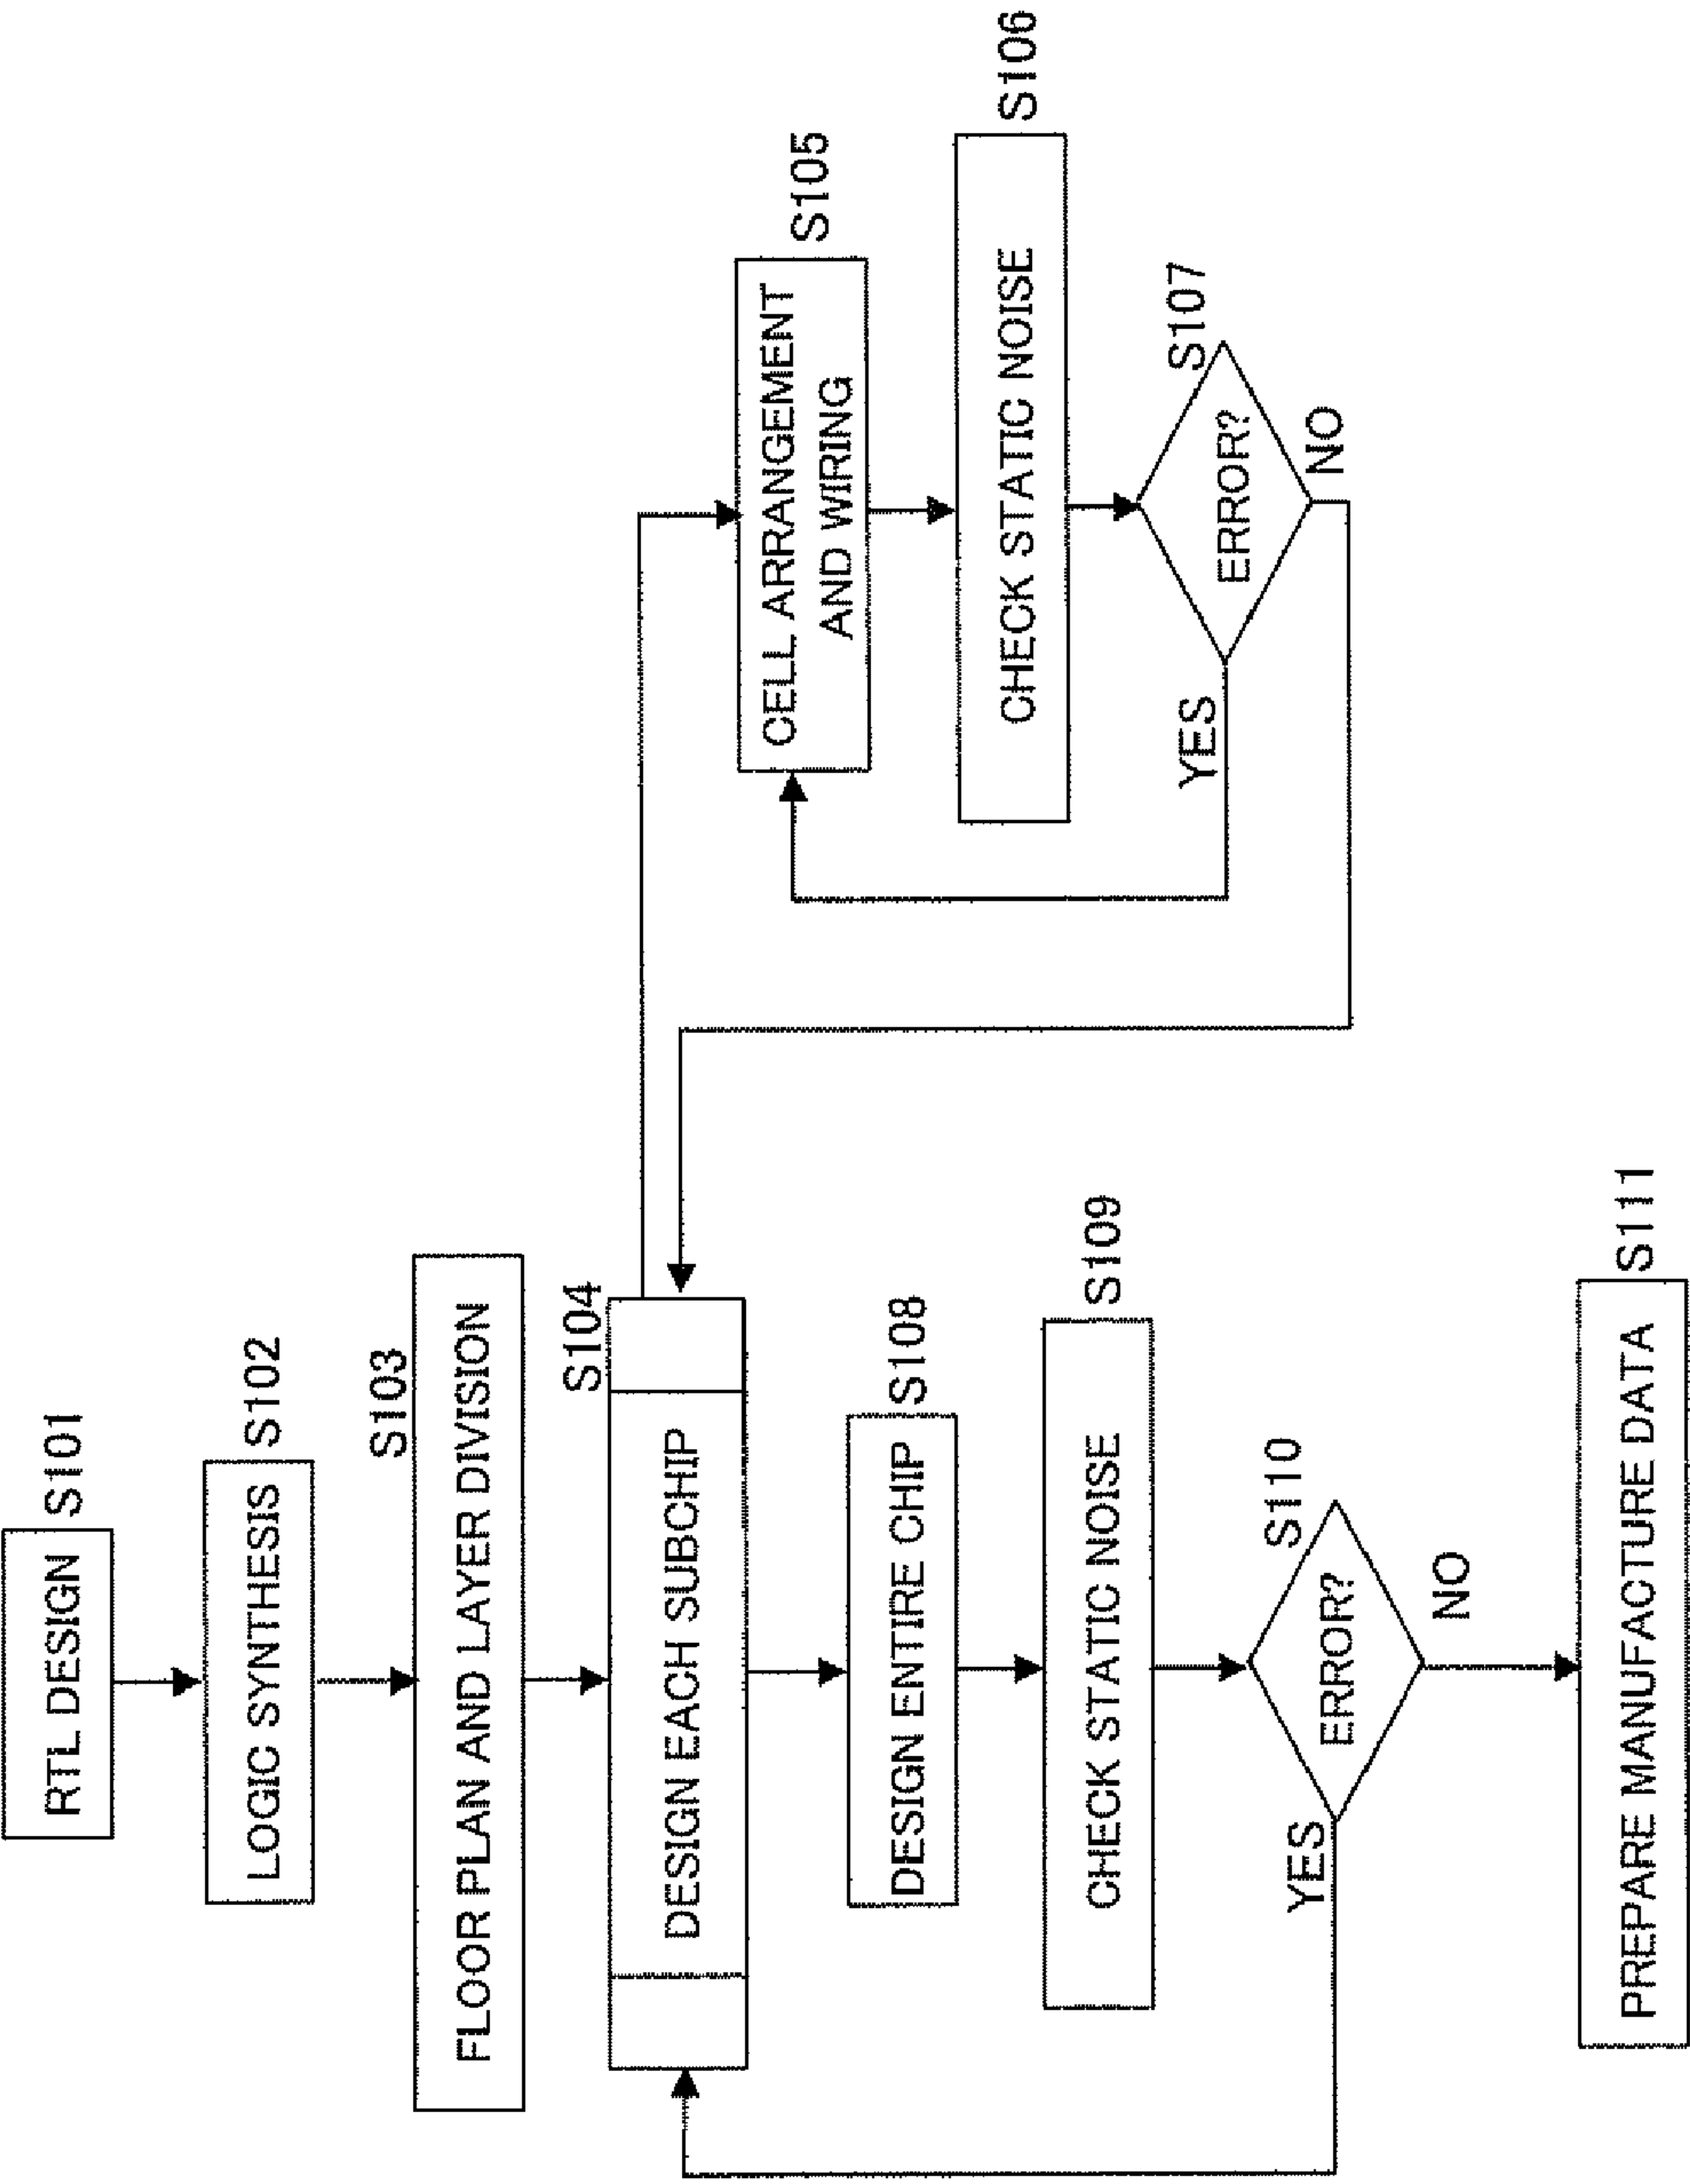 RTL DESIGN
S101
LOGIC SYNTHESIS
S102
S103
FLOOR PLAN AND LAYER DIVISION
S104
DESIGN EACH SUBCHIP
DESIGN ENTIRE CHIP
S108
CHECK STATIC NOISE
S109
S110
ERROR?
YES
NO
PREPARE MANUFACTURE DATA
S111
CELL ARRANGEMENT
AND WIRING
S105
CHECK STATIC NOISE
S106
S107
ERROR?
YES
NO